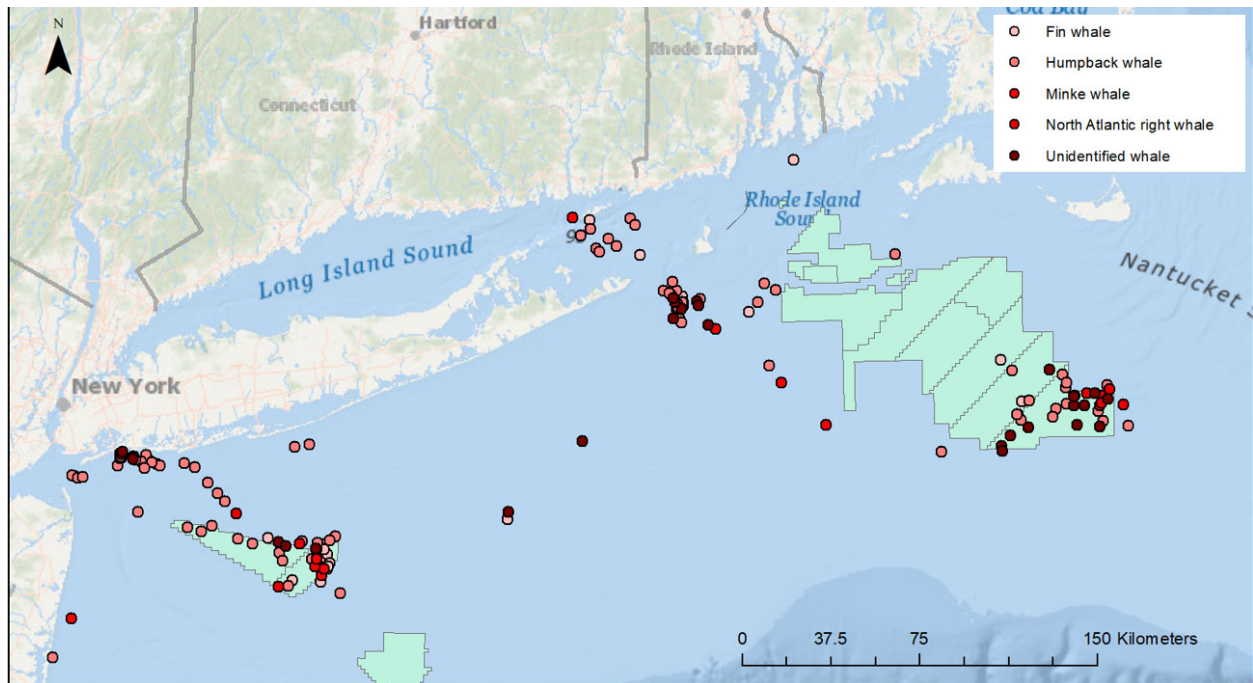 N
Hartford
Cod Bay
Rhode Island
Connecticut
Fin whale
Humpback whale
Minke whale
North Atlantic right whale
Unidentified whale
Rhode Island
Sound
Long Island Sound
Nantucket S
New York
0 37.5 75 150 Kilometers